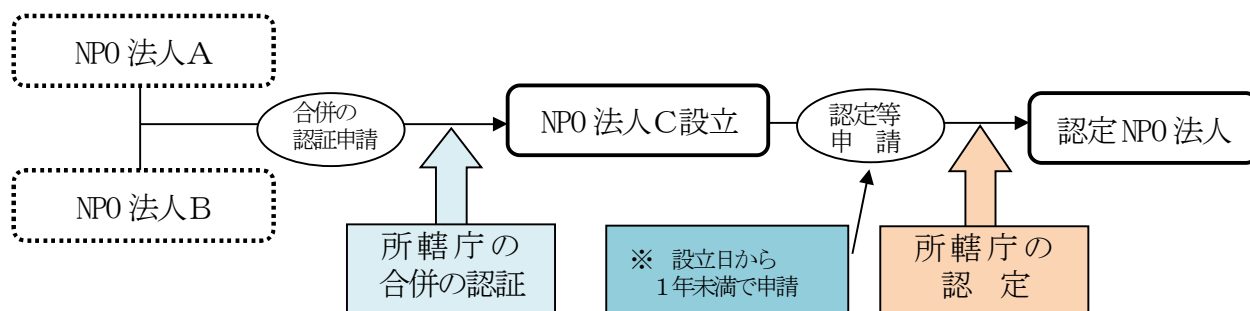 NPO法人A
合併の
認証申請
NPO法人C設立
認定等
申　請
認定NPO法人
NPO法人B
所轄庁の
合併の認証
※　設立日から
1年未満で申請
所轄庁の
認　定